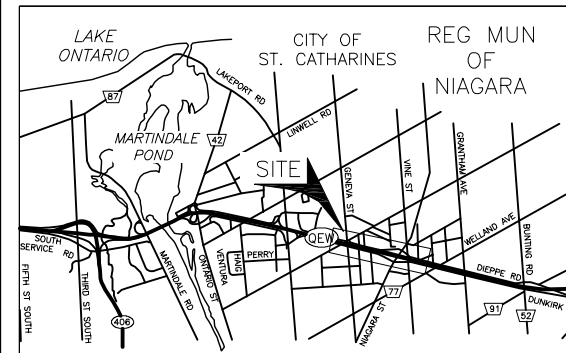 LAKE
ONTARIO
CITY OF
ST. CATHARINES
REG MUN
OF
NIAGARA
LAKEPORT RD
87
42
LINWELL RD
MARTINDALE
POND
SITE
GENEVA ST
VINE ST
GRANTHAM AVE
WELLAND AVE
BUNTING RD
QEW
SOUTH
SERVICE RD
FIFTH ST SOUTH
THIRD ST SOUTH
406
MARTINDALE RD
ONTARIO ST
VENTURA
HAIG
PERRY
NIAGARA ST
77
DIEPPE RD
91
52
DUNKIRK